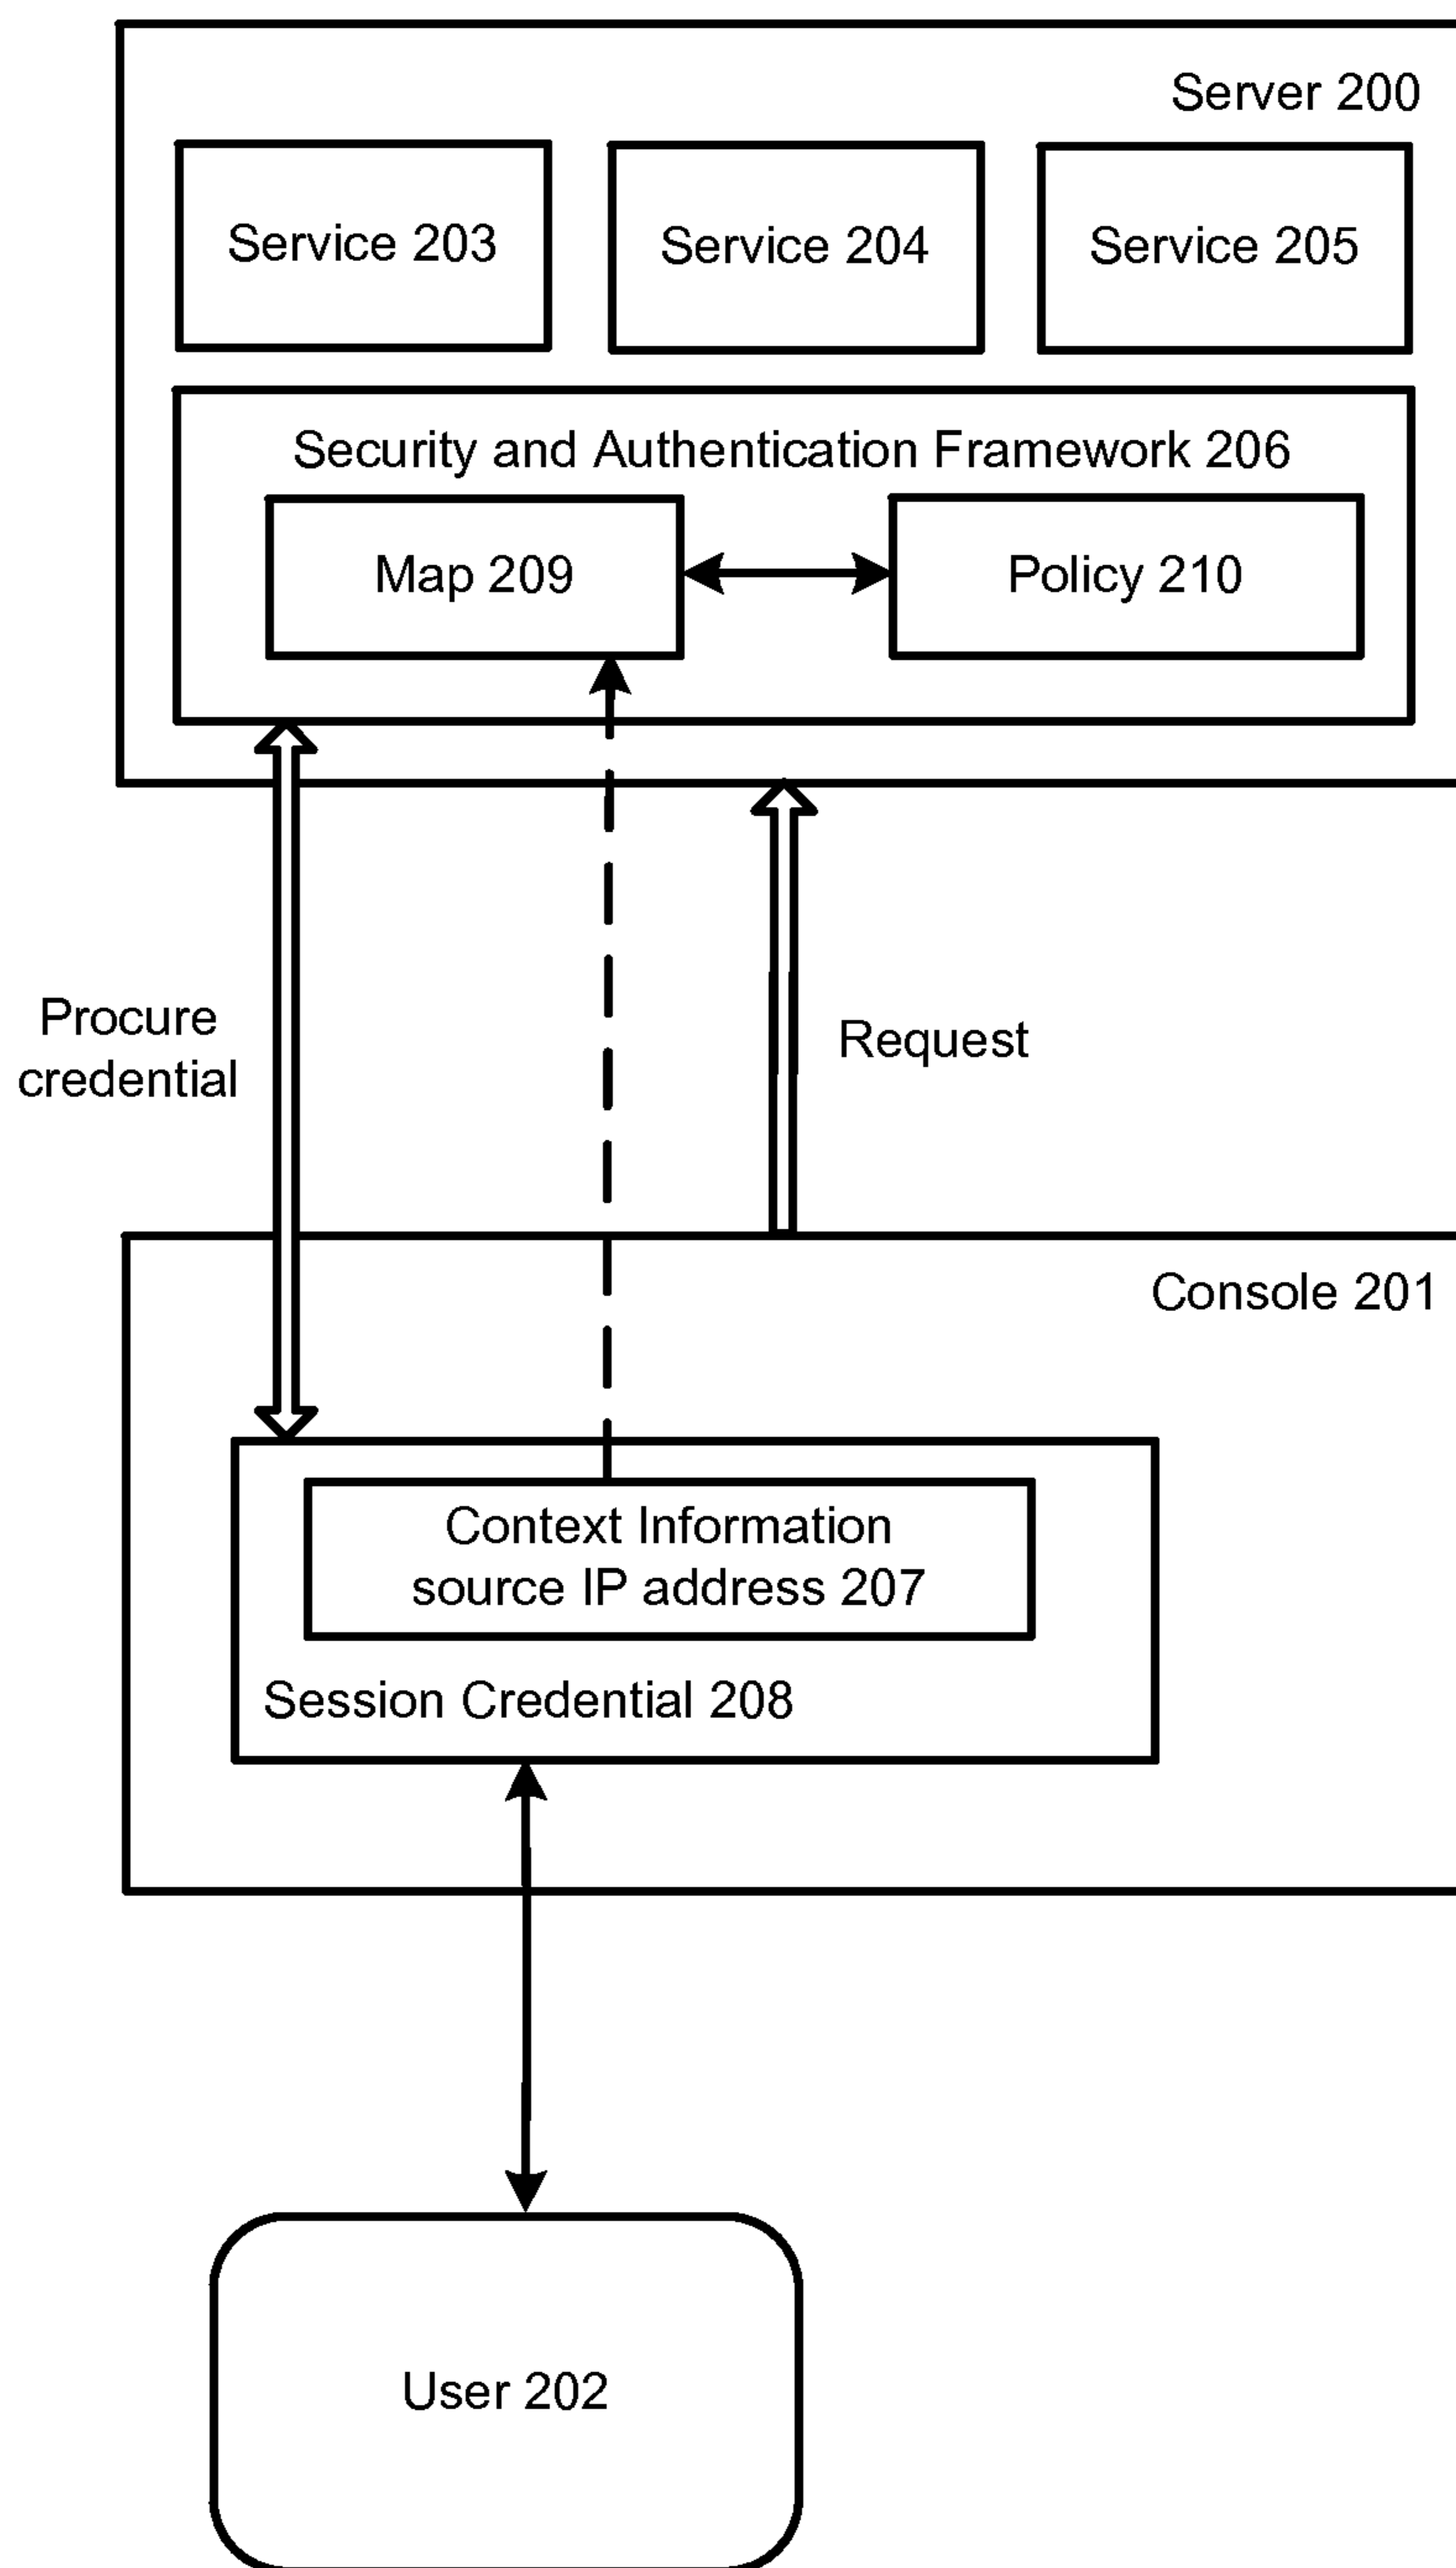 Server 200
Service 203
Service 204
Service 205
Security and Authentication Framework 206
Map 209
Policy 210
Procure
credential
Request
Console 201
Context Information
source IP address 207
Session Credential 208
User 202